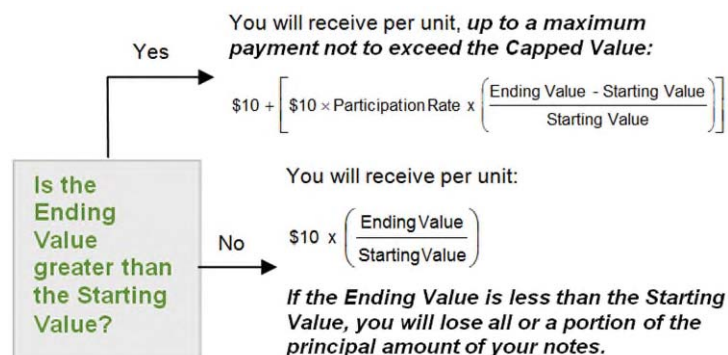 You will receive per unit, up to a maximum
payment not to exceed the Capped Value:
Yes
$10 + [ $10 × Participation Rate x ( Ending Value - Starting Value / Starting Value ) ]
Is the
Ending
Value
greater than
the Starting
Value?
No
You will receive per unit:
$10 x ( Ending Value / Starting Value )
If the Ending Value is less than the Starting
Value, you will lose all or a portion of the
principal amount of your notes.